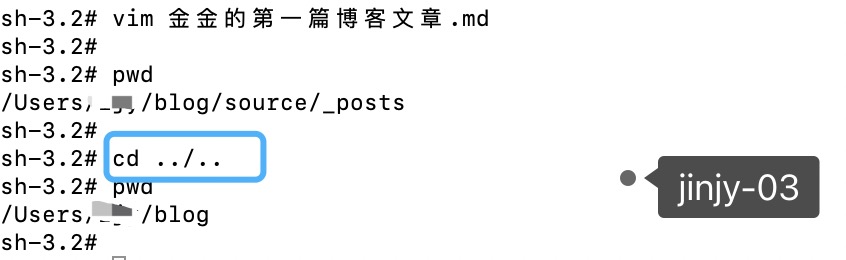 sh-3.2# vim 金金的第一篇博客文章.md
sh-3.2#
sh-3.2# pwd
/Users/ /blog/source/_posts
sh-3.2#
sh-3.2# cd ../..
sh-3.2# pwd
/Users/ /blog
sh-3.2#
jinjy-03